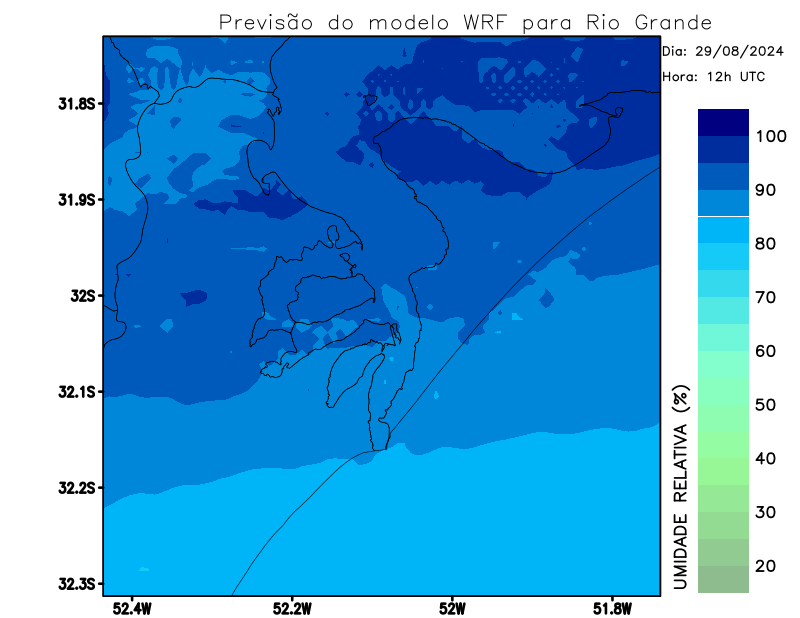 Previsão do modelo WRF para Rio Grande
Dia: 29/08/2024
Hora: 12h UTC
31.8S
31.9S
32S
32.1S
32.2S
32.3S
52.4W
52.2W
52W
51.8W
100
90
80
70
60
50
40
30
20
UMIDADE RELATIVA (%)